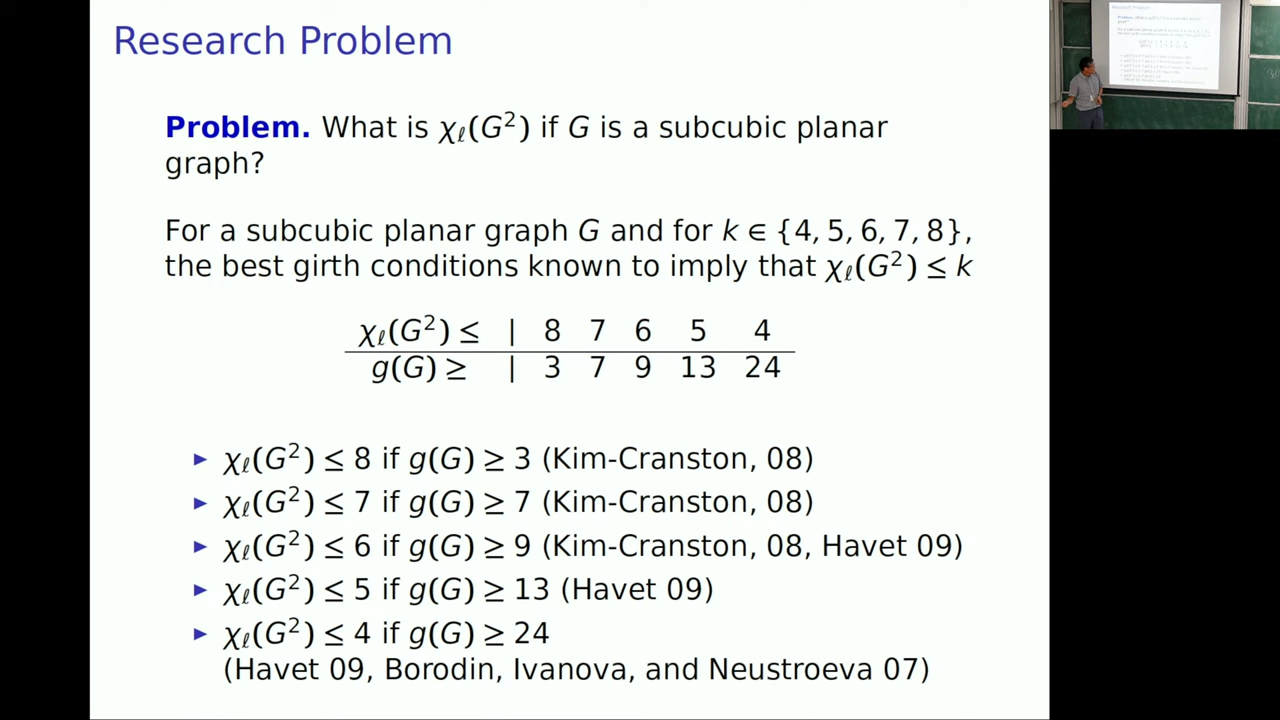 Research Problem
Problem. What is χℓ(G²) if G is a subcubic planar
graph?
For a subcubic planar graph G and for k ∈ {4, 5, 6, 7, 8},
the best girth conditions known to imply that χℓ(G²) ≤ k
χℓ(G²) ≤ | 8 7 6 5 4
g(G) ≥ | 3 7 9 13 24
▶ χℓ(G²) ≤ 8 if g(G) ≥ 3 (Kim-Cranston, 08)
▶ χℓ(G²) ≤ 7 if g(G) ≥ 7 (Kim-Cranston, 08)
▶ χℓ(G²) ≤ 6 if g(G) ≥ 9 (Kim-Cranston, 08, Havet 09)
▶ χℓ(G²) ≤ 5 if g(G) ≥ 13 (Havet 09)
▶ χℓ(G²) ≤ 4 if g(G) ≥ 24
(Havet 09, Borodin, Ivanova, and Neustroeva 07)
Research Problem